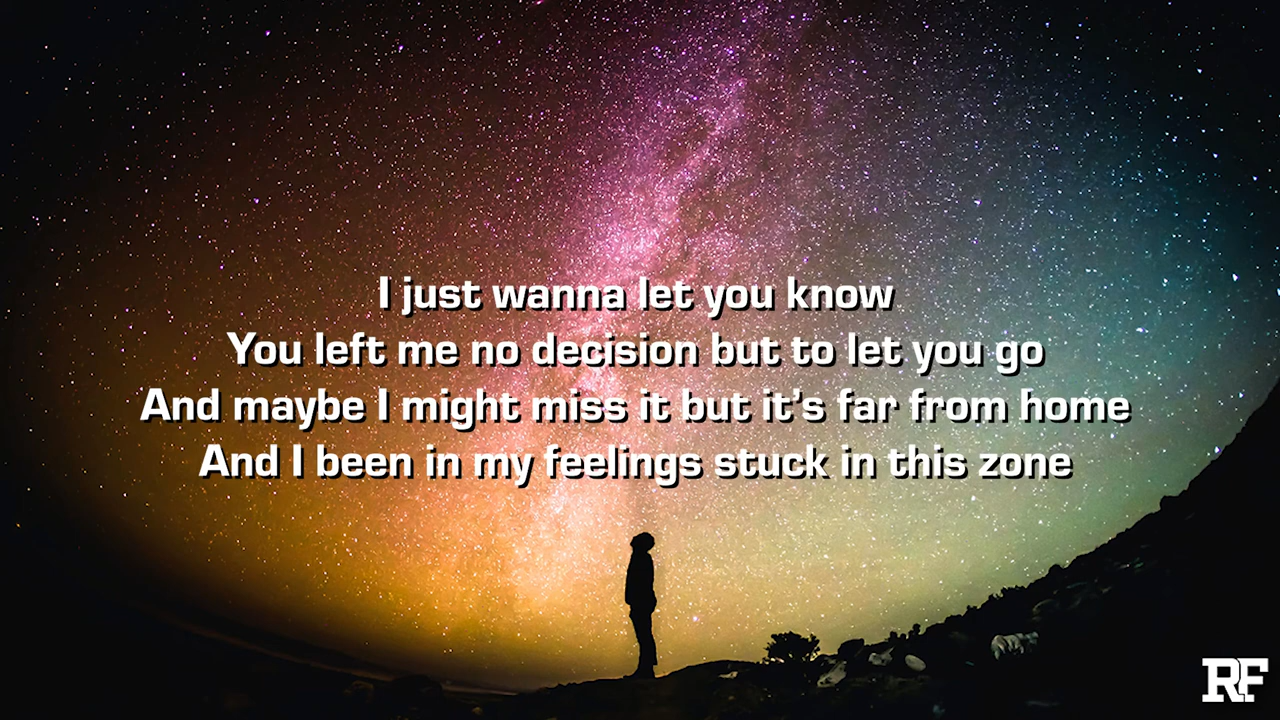 I just wanna let you know
You left me no decision but to let you go
And maybe I might miss it but it's far from home
And I been in my feelings stuck in this zone
RF